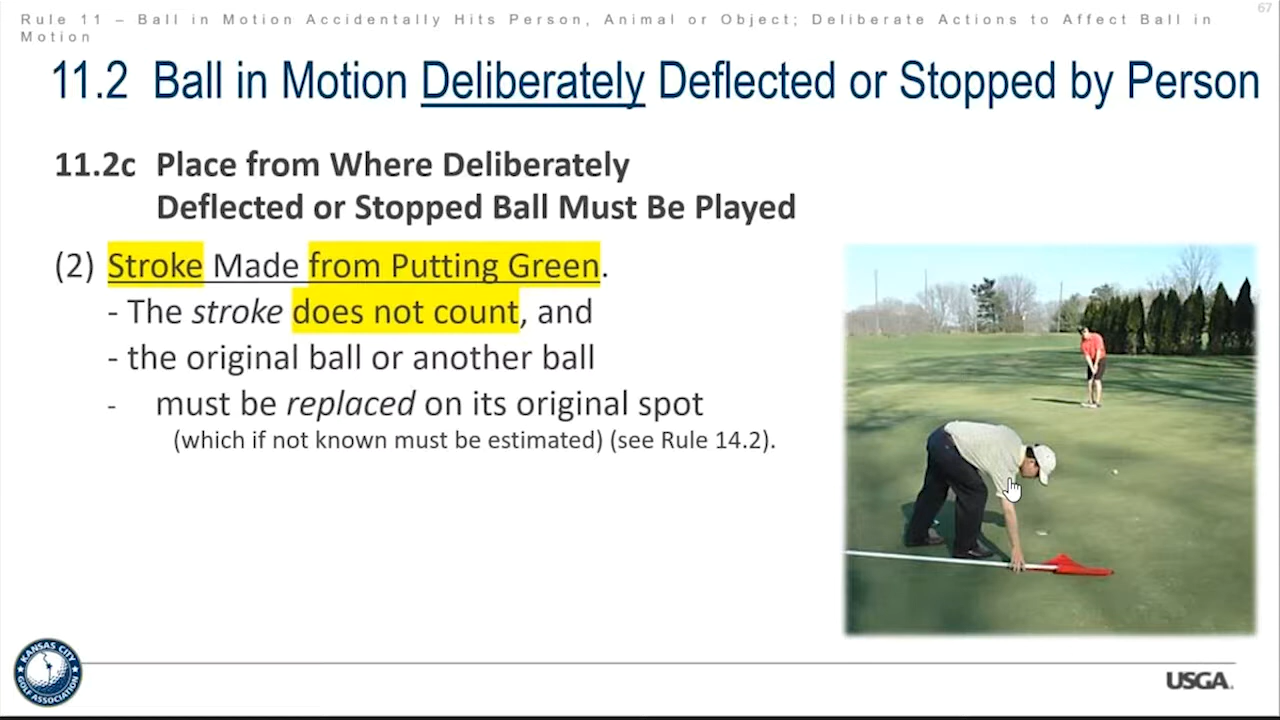 67
Rule 11 – Ball in Motion Accidentally Hits Person, Animal or Object; Deliberate Actions to Affect Ball in
Motion
11.2 Ball in Motion Deliberately Deflected or Stopped by Person
11.2c Place from Where Deliberately
Deflected or Stopped Ball Must Be Played
(2) Stroke Made from Putting Green.
- The stroke does not count, and
- the original ball or another ball
- must be replaced on its original spot
(which if not known must be estimated) (see Rule 14.2).
KANSAS CITY
GOLF ASSOCIATION
USGA.